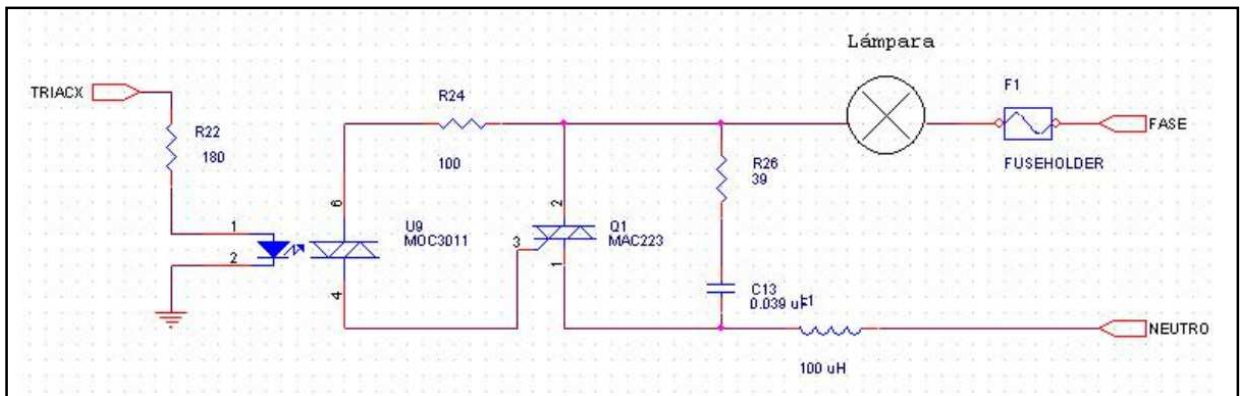 Lámpara
TRIACX
R22
180
R24
100
F1
FASE
FUSEHOLDER
R26
39
1
2
6
4
U9
MOC3011
2
3
1
Q1
MAC223
C13
0.039 uF
NEUTRO
100 uH